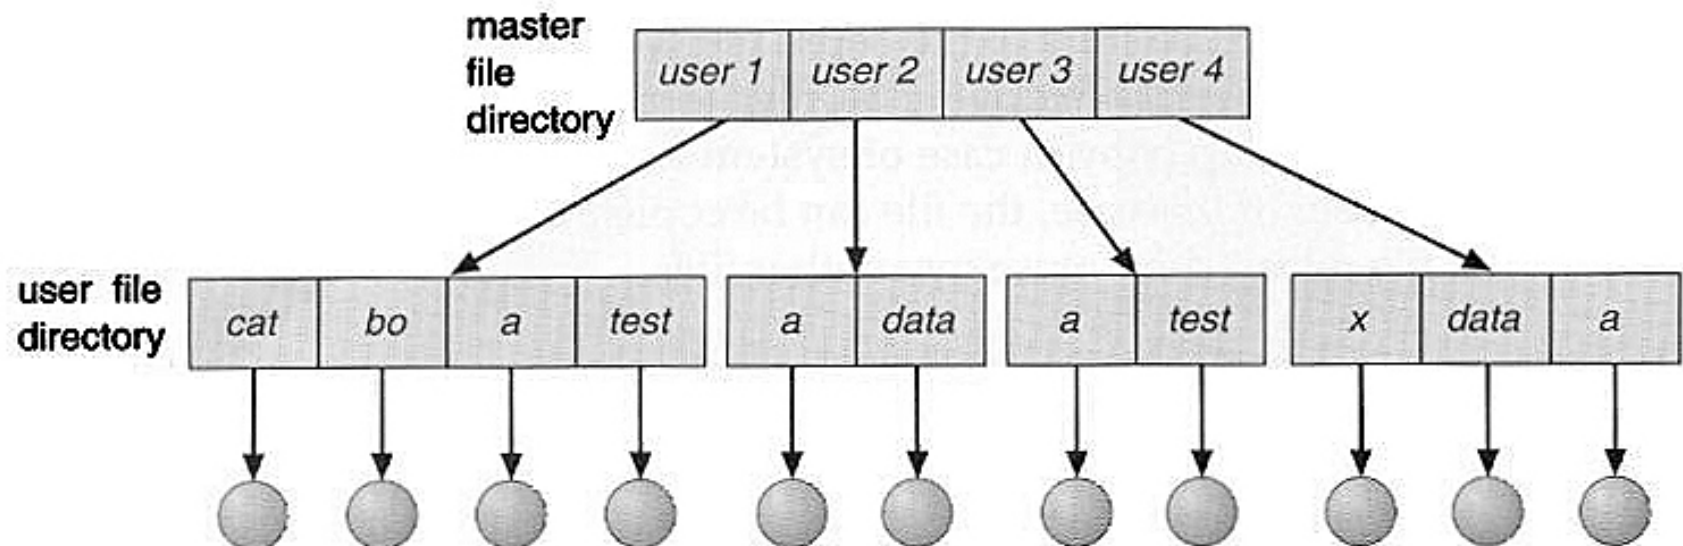 master
file
directory
user 1 user 2 user 3 user 4
user file
directory
cat bo a test a data a test x data a